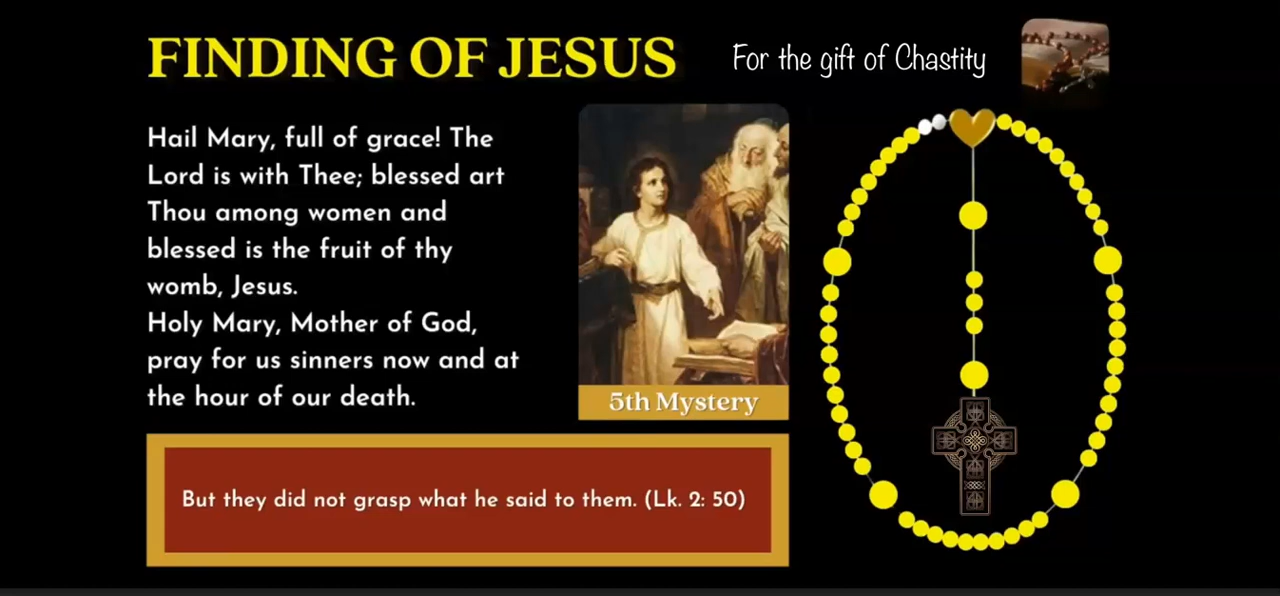 FINDING OF JESUS
For the gift of Chastity
Hail Mary, full of grace! The
Lord is with Thee; blessed art
Thou among women and
blessed is the fruit of thy
womb, Jesus.
Holy Mary, Mother of God,
pray for us sinners now and at
the hour of our death.
5th Mystery
But they did not grasp what he said to them. (Lk. 2: 50)